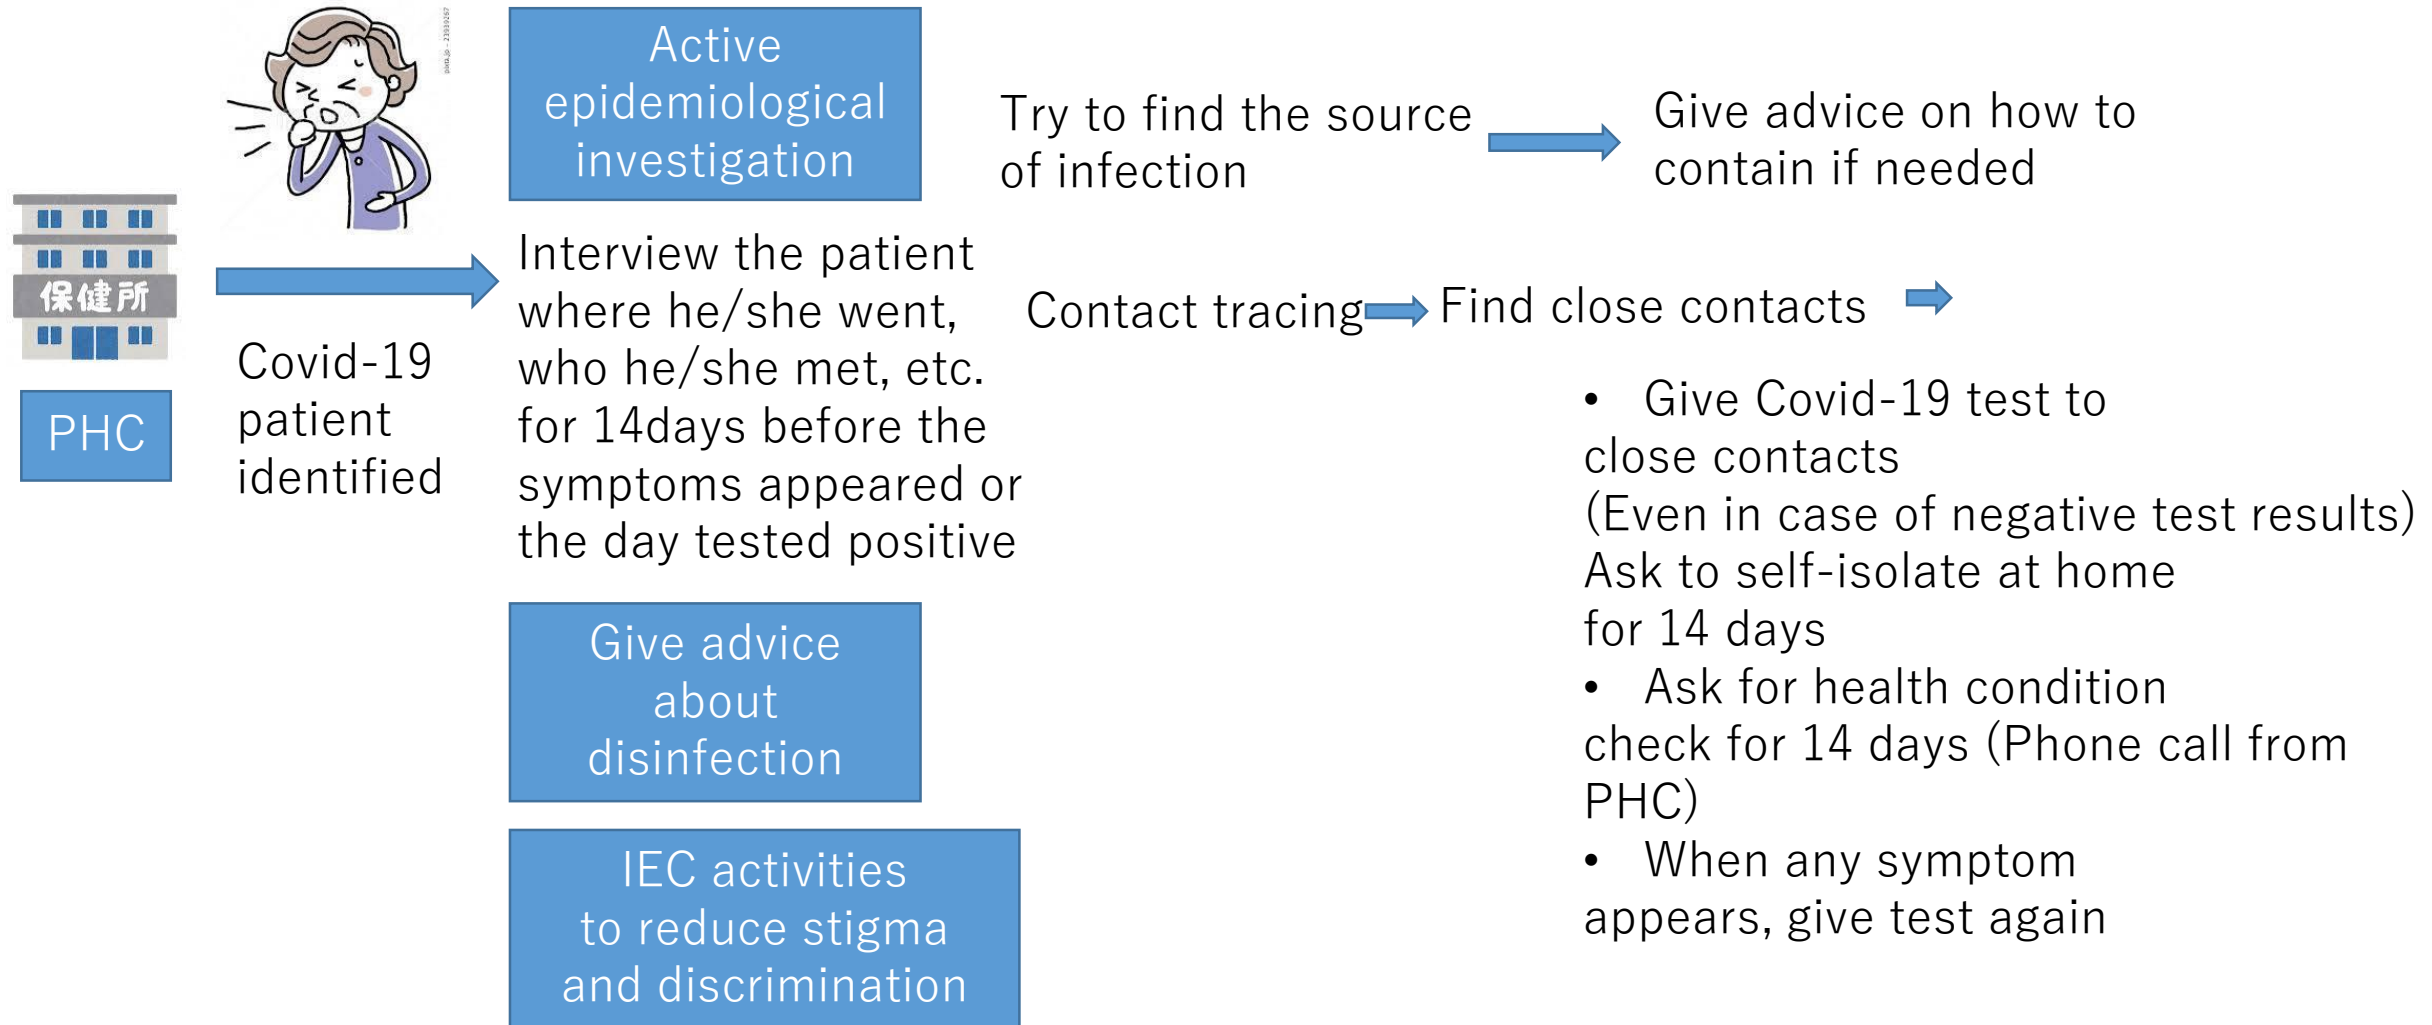 保健所
PHC
pixta.jp - 23939267
Covid-19
patient
identified
Active
epidemiological
investigation
Interview the patient
where he/she went,
who he/she met, etc.
for 14days before the
symptoms appeared or
the day tested positive
Give advice
about
disinfection
IEC activities
to reduce stigma
and discrimination
Try to find the source
of infection
Give advice on how to
contain if needed
Contact tracing
Find close contacts
• Give Covid-19 test to
close contacts
(Even in case of negative test results)
Ask to self-isolate at home
for 14 days
• Ask for health condition
check for 14 days (Phone call from
PHC)
• When any symptom
appears, give test again